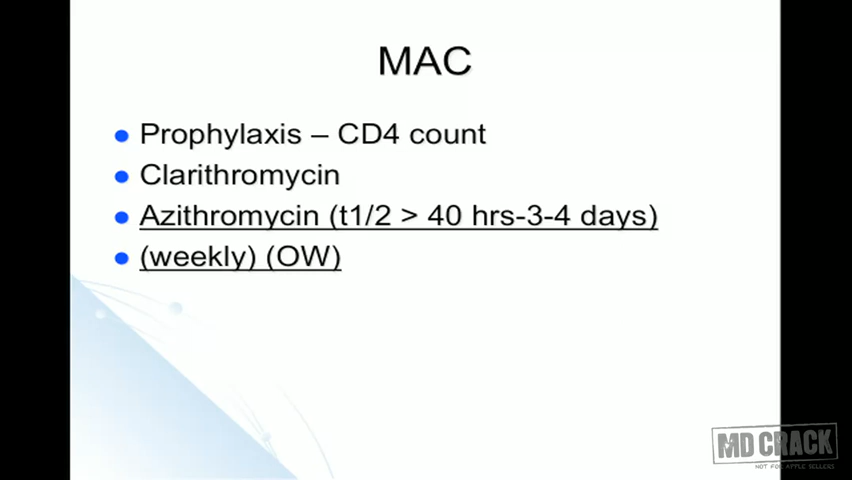 MAC
Prophylaxis – CD4 count
Clarithromycin
Azithromycin (t1/2 > 40 hrs-3-4 days)
(weekly) (OW)
MD CRACK
NOT FOR APPLE SELLERS